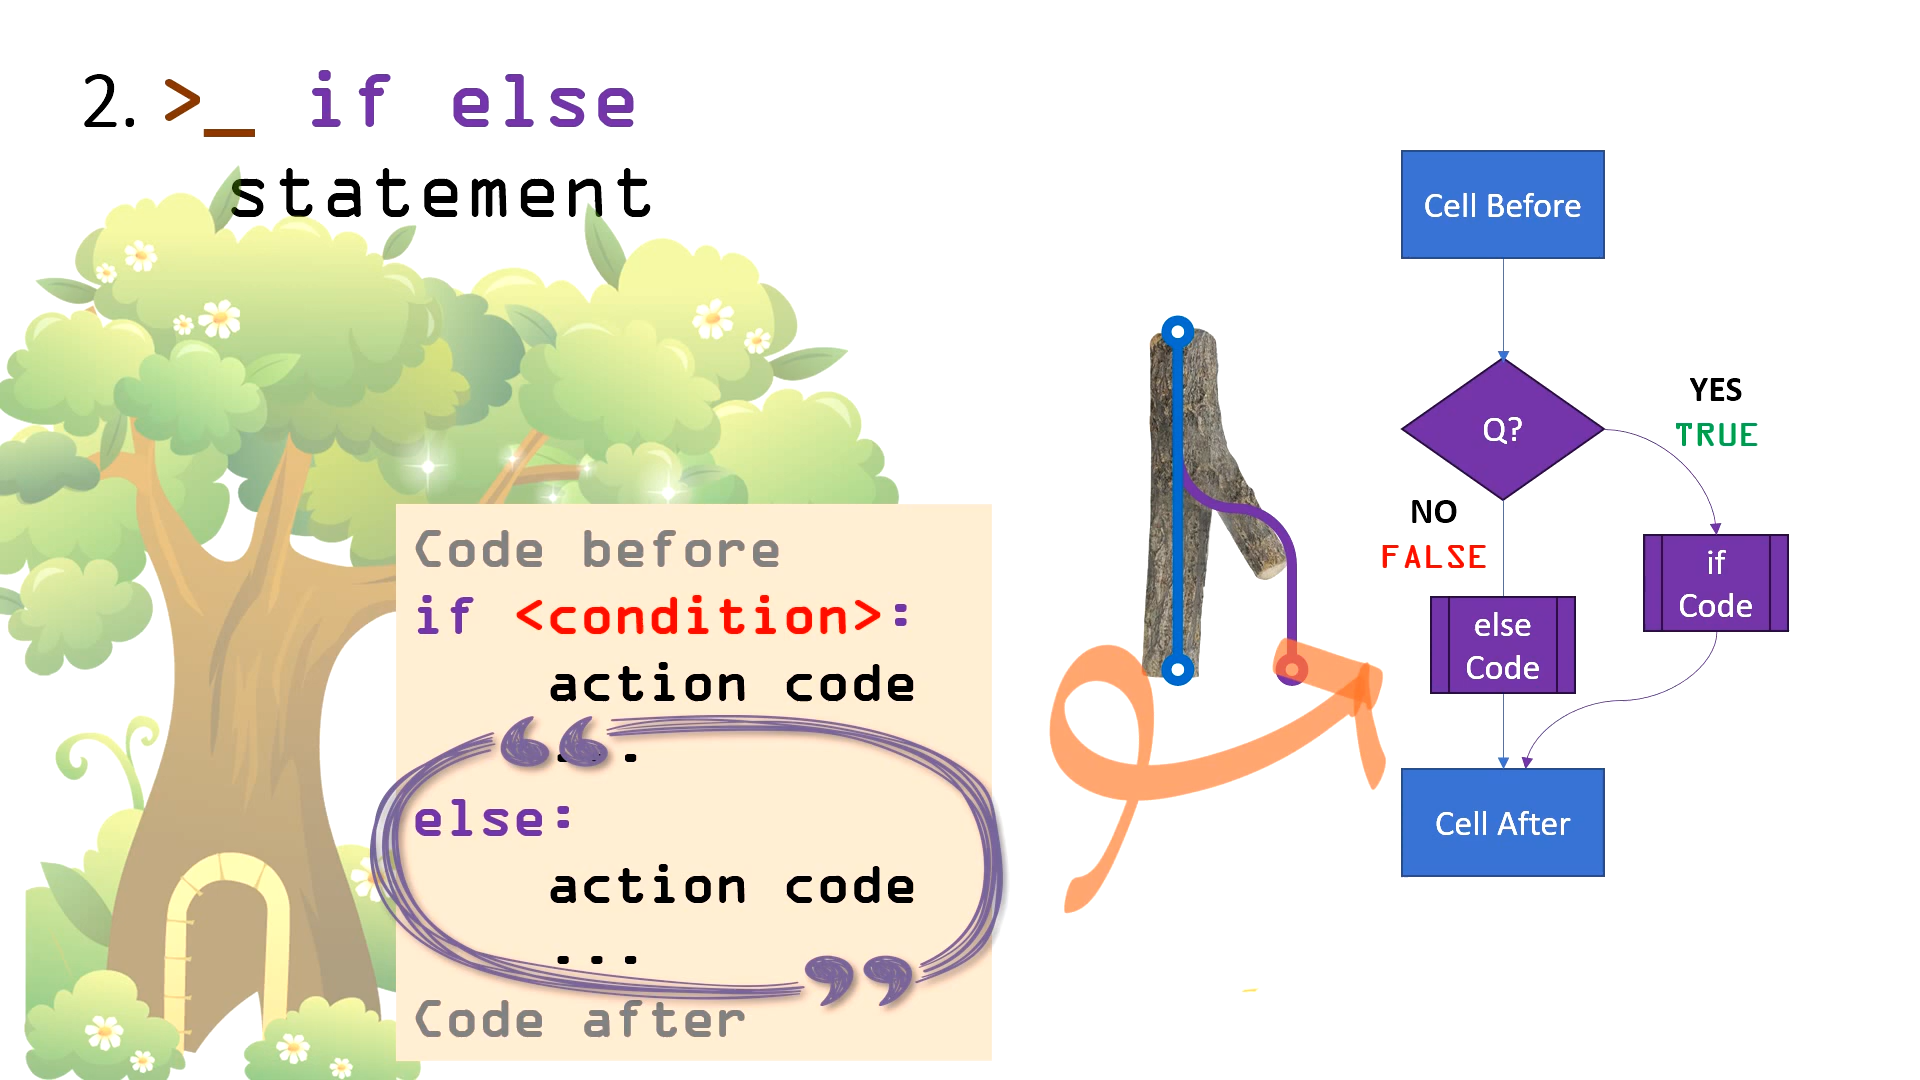 2. >_ if else
statement
Code before
if <condition>:
action code
...
else:
action code
...
Code after
Cell Before
Q?
YES
TRUE
NO
FALSE
if
Code
else
Code
Cell After